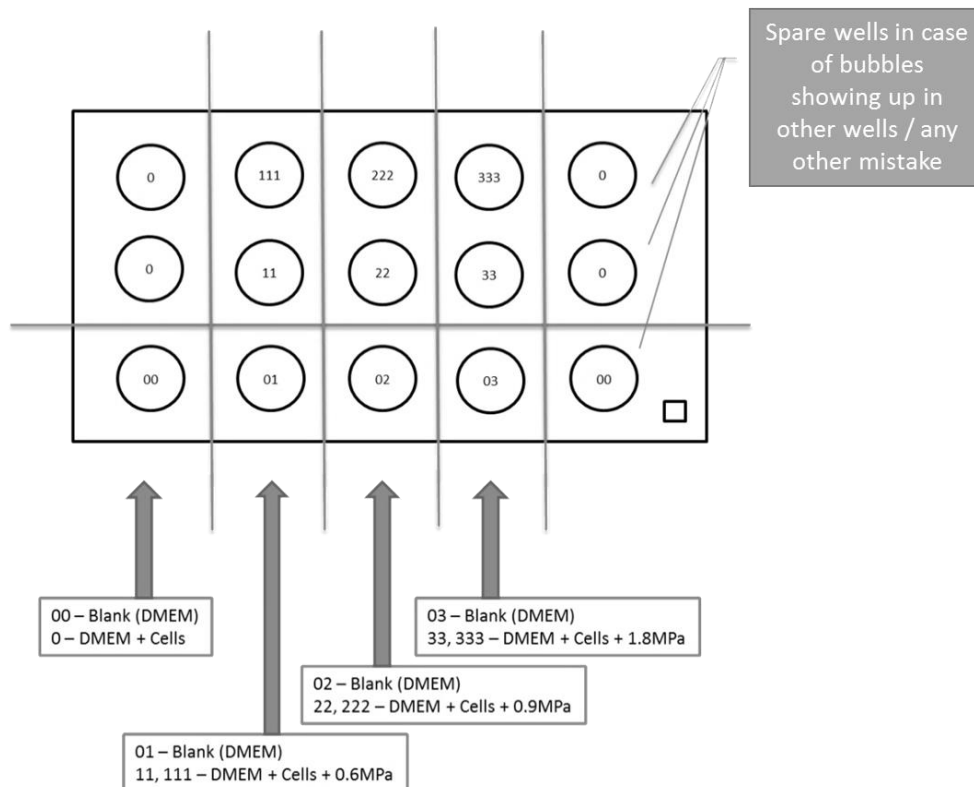 Spare wells in case
of bubbles
showing up in
other wells / any
other mistake
0 111 222 333 0
0 11 22 33 0
00 01 02 03 00
00 – Blank (DMEM)
0 – DMEM + Cells
03 – Blank (DMEM)
33, 333 – DMEM + Cells + 1.8MPa
02 – Blank (DMEM)
22, 222 – DMEM + Cells + 0.9MPa
01 – Blank (DMEM)
11, 111 – DMEM + Cells + 0.6MPa